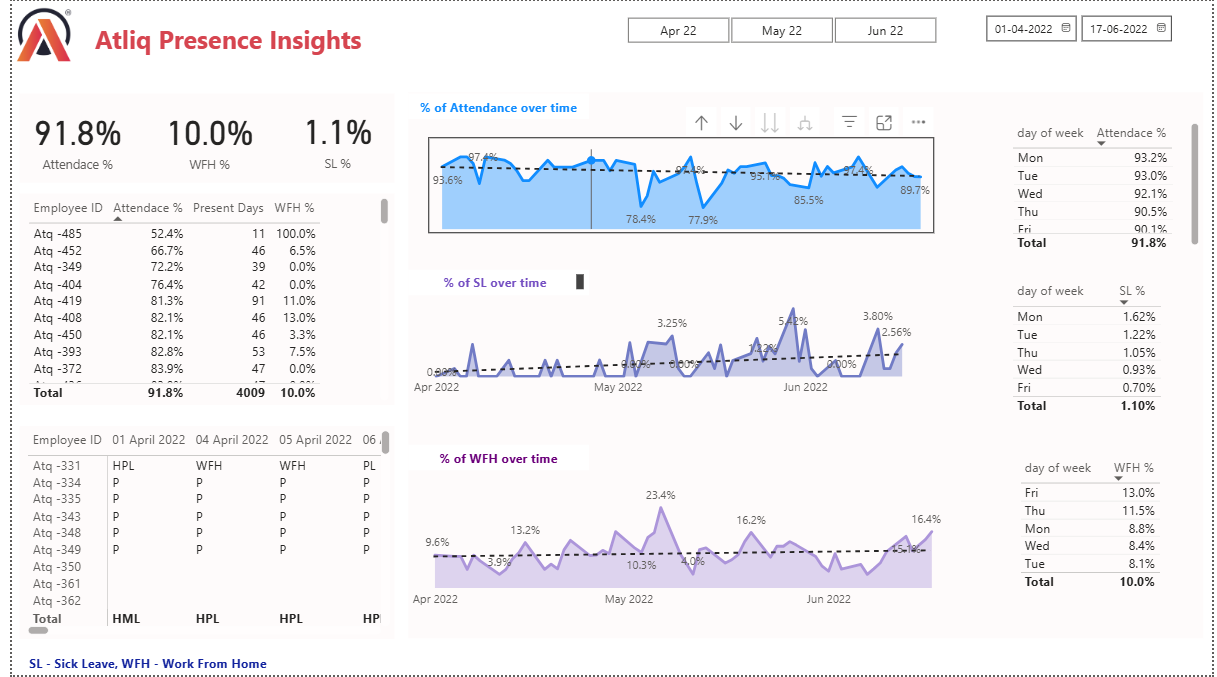 Atliq Presence Insights
Apr 22 May 22 Jun 22
01-04-2022 17-06-2022
91.8% 10.0% 1.1%
Attendace % WFH % SL %
Employee ID Attendace % Present Days WFH %
Atq -485 52.4% 11 100.0%
Atq -452 66.7% 46 6.5%
Atq -349 72.2% 39 0.0%
Atq -404 76.4% 42 0.0%
Atq -419 81.3% 91 11.0%
Atq -408 82.1% 46 13.0%
Atq -450 82.1% 46 3.3%
Atq -393 82.8% 53 7.5%
Atq -372 83.9% 47 0.0%
Total 91.8% 4009 10.0%
Employee ID 01 April 2022 04 April 2022 05 April 2022 06
Atq -331 HPL WFH WFH PL
Atq -334 P P P P
Atq -335 P P P P
Atq -343 P P P P
Atq -348 P P P P
Atq -349 P P P P
Atq -350
Atq -361
Atq -362
Total HML HPL HPL
% of Attendance over time
97.4%
93.6%
78.4%
77.9%
95.1%
85.5%
97.4%
89.7%
% of SL over time
0.00%
0.00%
3.25%
0.00%
1.22%
5.42%
0.00%
3.80%
2.56%
Apr 2022 May 2022 Jun 2022
% of WFH over time
9.6%
3.9%
13.2%
10.3%
23.4%
4.0%
16.2%
15.1%
16.4%
Apr 2022 May 2022 Jun 2022
day of week Attendace %
Mon 93.2%
Tue 93.0%
Wed 92.1%
Thu 90.5%
Fri 90.1%
Total 91.8%
day of week SL %
Mon 1.62%
Tue 1.22%
Thu 1.05%
Wed 0.93%
Fri 0.70%
Total 1.10%
day of week WFH %
Fri 13.0%
Thu 11.5%
Mon 8.8%
Wed 8.4%
Tue 8.1%
Total 10.0%
SL - Sick Leave, WFH - Work From Home